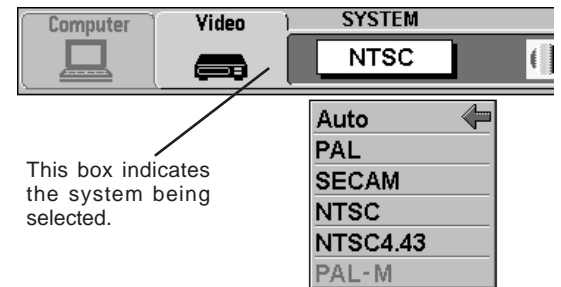 Computer
Video
SYSTEM
NTSC
Auto
PAL
SECAM
NTSC
NTSC4.43
PAL-M
This box indicates
the system being
selected.